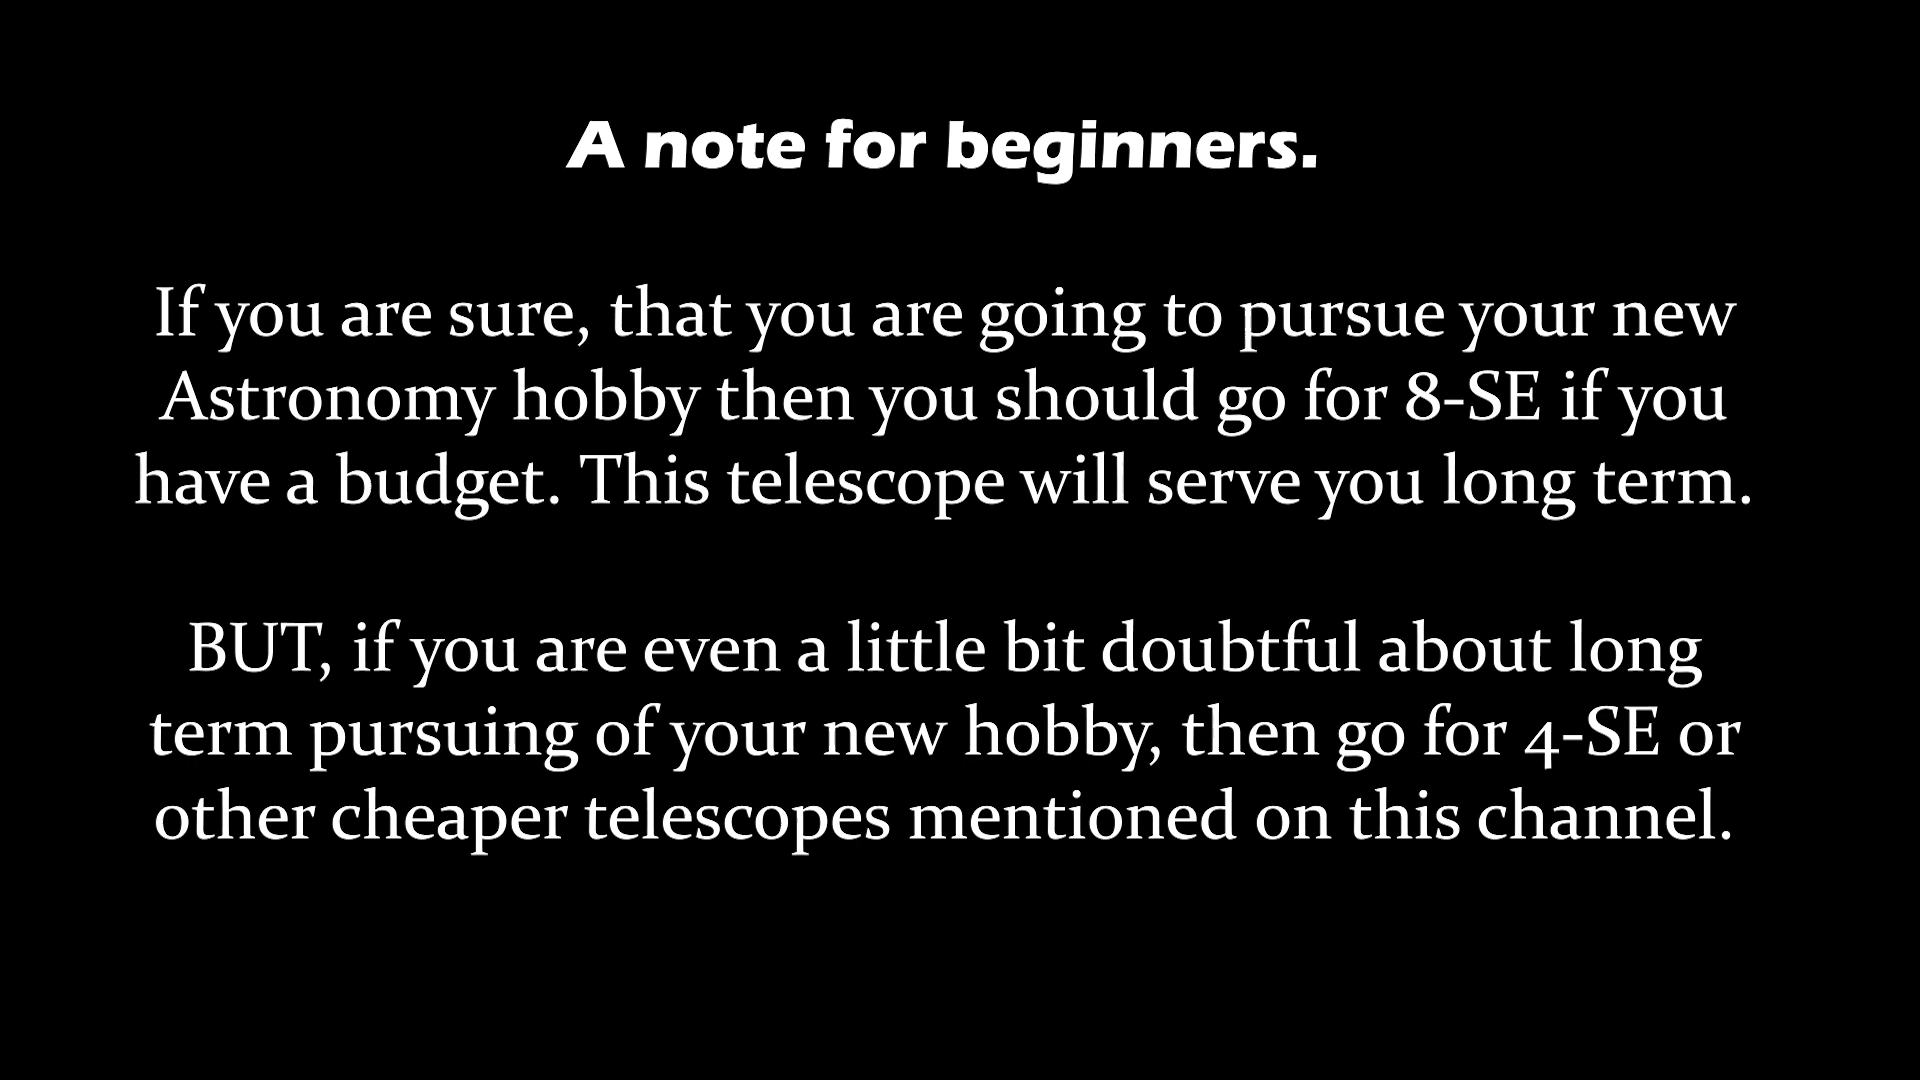 A note for beginners.
If you are sure, that you are going to pursue your new
Astronomy hobby then you should go for 8-SE if you
have a budget. This telescope will serve you long term.
BUT, if you are even a little bit doubtful about long
term pursuing of your new hobby, then go for 4-SE or
other cheaper telescopes mentioned on this channel.